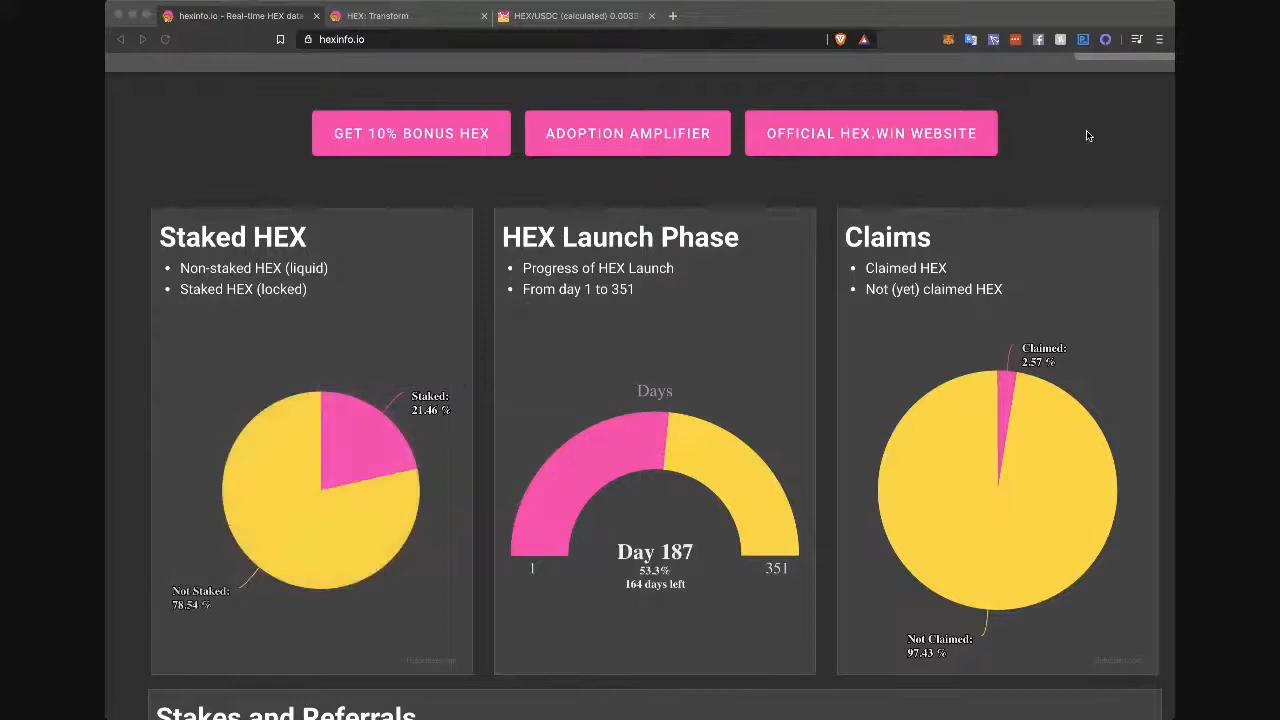 hexinfo.io - Real-time HEX data
HEX: Transform
HEX/USDC (calculated) 0.0033
hexinfo.io
GET 10% BONUS HEX
ADOPTION AMPLIFIER
OFFICIAL HEX.WIN WEBSITE
Staked HEX
• Non-staked HEX (liquid)
• Staked HEX (locked)
Staked:
21.46 %
Not Staked:
78.54 %
HEX Launch Phase
• Progress of HEX Launch
• From day 1 to 351
Days
Day 187
53.3%
164 days left
1
351
Claims
• Claimed HEX
• Not (yet) claimed HEX
Claimed:
2.57 %
Not Claimed:
97.43 %
Stakes and Referrals